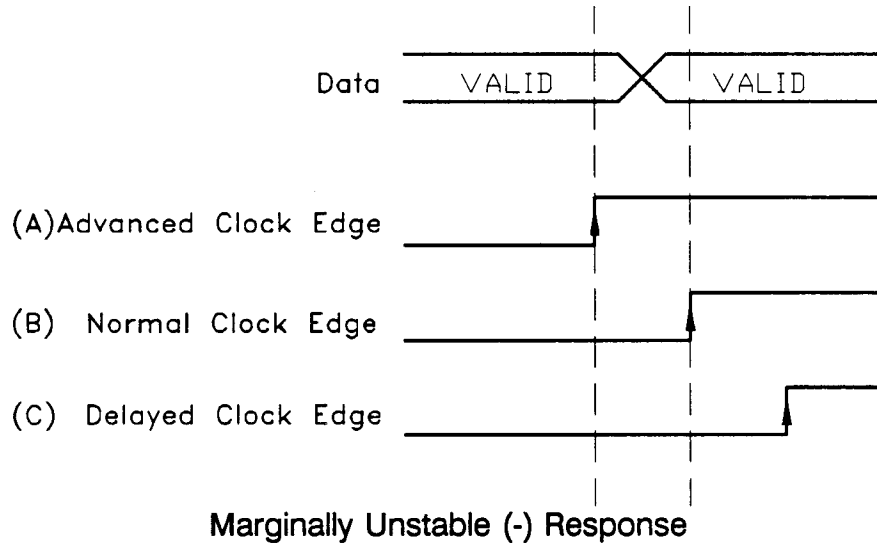 Data VALID VALID
(A)Advanced Clock Edge
(B) Normal Clock Edge
(C) Delayed Clock Edge
Marginally Unstable (-) Response